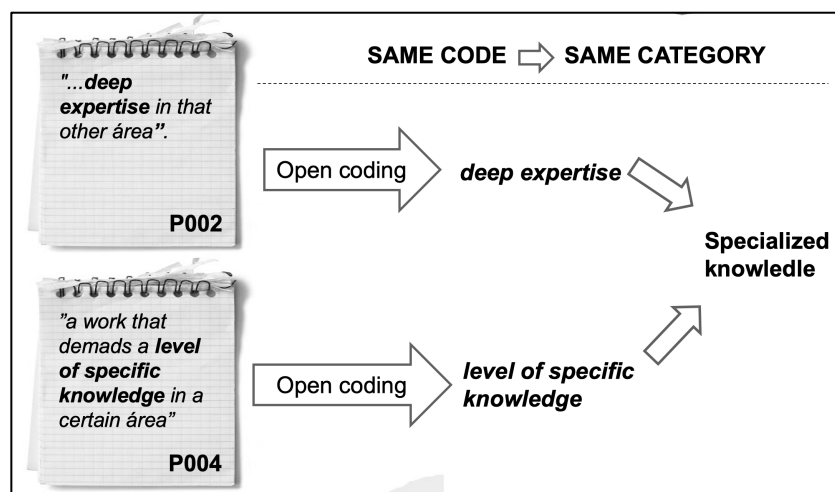 SAME CODE ⇨ SAME CATEGORY
"...deep
expertise in that
other área”.
P002
Open coding
deep expertise
Specialized
knowledle
”a work that
demads a level
of specific
knowledge in a
certain área”
P004
Open coding
level of specific
knowledge